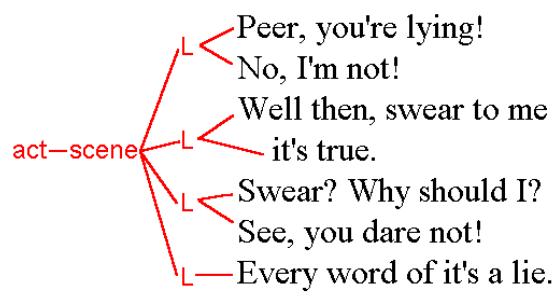 Peer, you're lying!
L
No, I'm not!
Well then, swear to me
act—scene L
it's true.
Swear? Why should I?
L
See, you dare not!
L Every word of it's a lie.